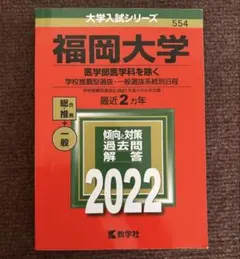 大学入試シリーズ
554
福岡大学
医学部医学科を除く
学校推薦型選抜・一般選抜系統別日程
最近2カ年
総合
推薦
+
一般
傾向と対策
過去問
解答
2022
教学社